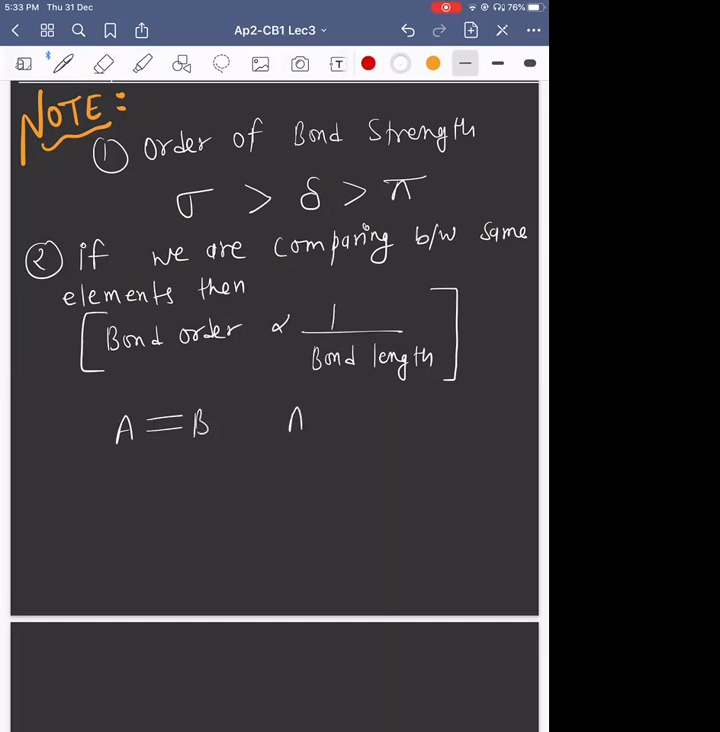 5:33 PM Thu 31 Dec 76%
Ap2-CB1 Lec3
NOTE:
① Order of Bond Strength
σ > δ > π
② if we are comparing b/w same
elements then
[Bond order ∝ 1 / Bond length]
A ≡ B Λ